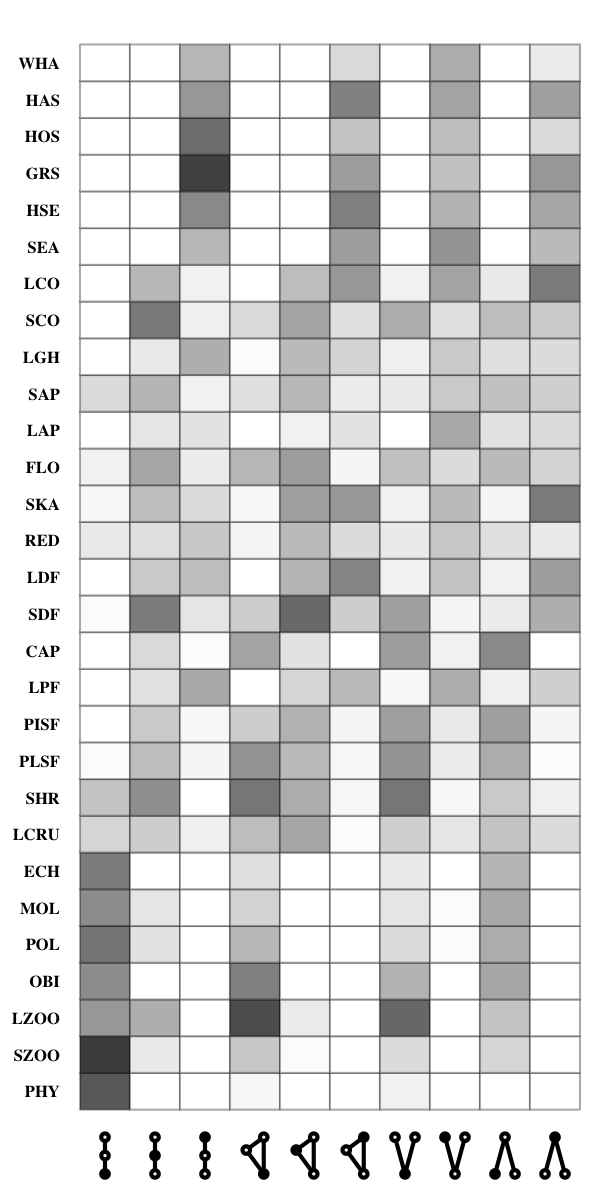 WHA
HAS
HOS
GRS
HSE
SEA
LCO
SCO
LGH
SAP
LAP
FLO
SKA
RED
LDF
SDF
CAP
LPF
PISF
PLSF
SHR
LCRU
ECH
MOL
POL
OBI
LZOO
SZOO
PHY